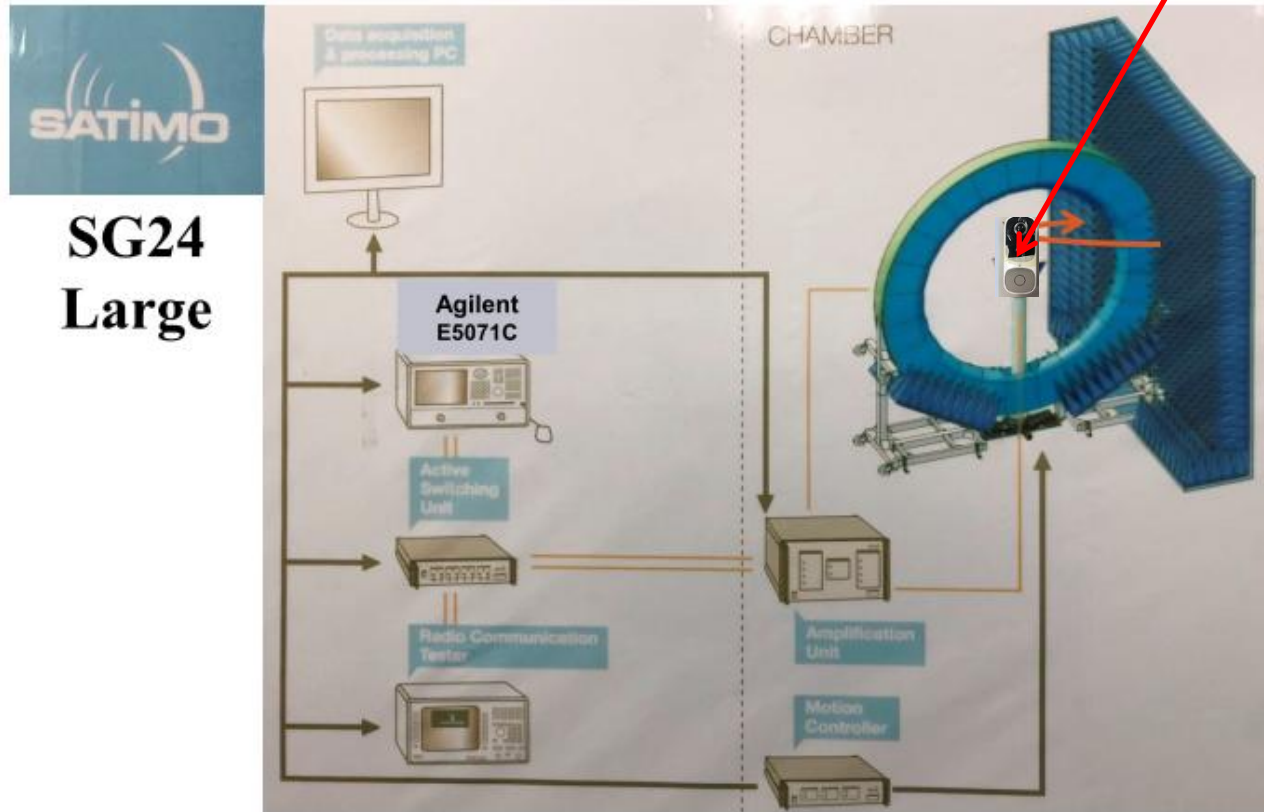 SATIMO
SG24
Large
Data acquisition
& processing PC
CHAMBER
Agilent
E5071C
Active
Switching
Unit
Radio Communication
Tester
Amplification
Unit
Motion
Controller